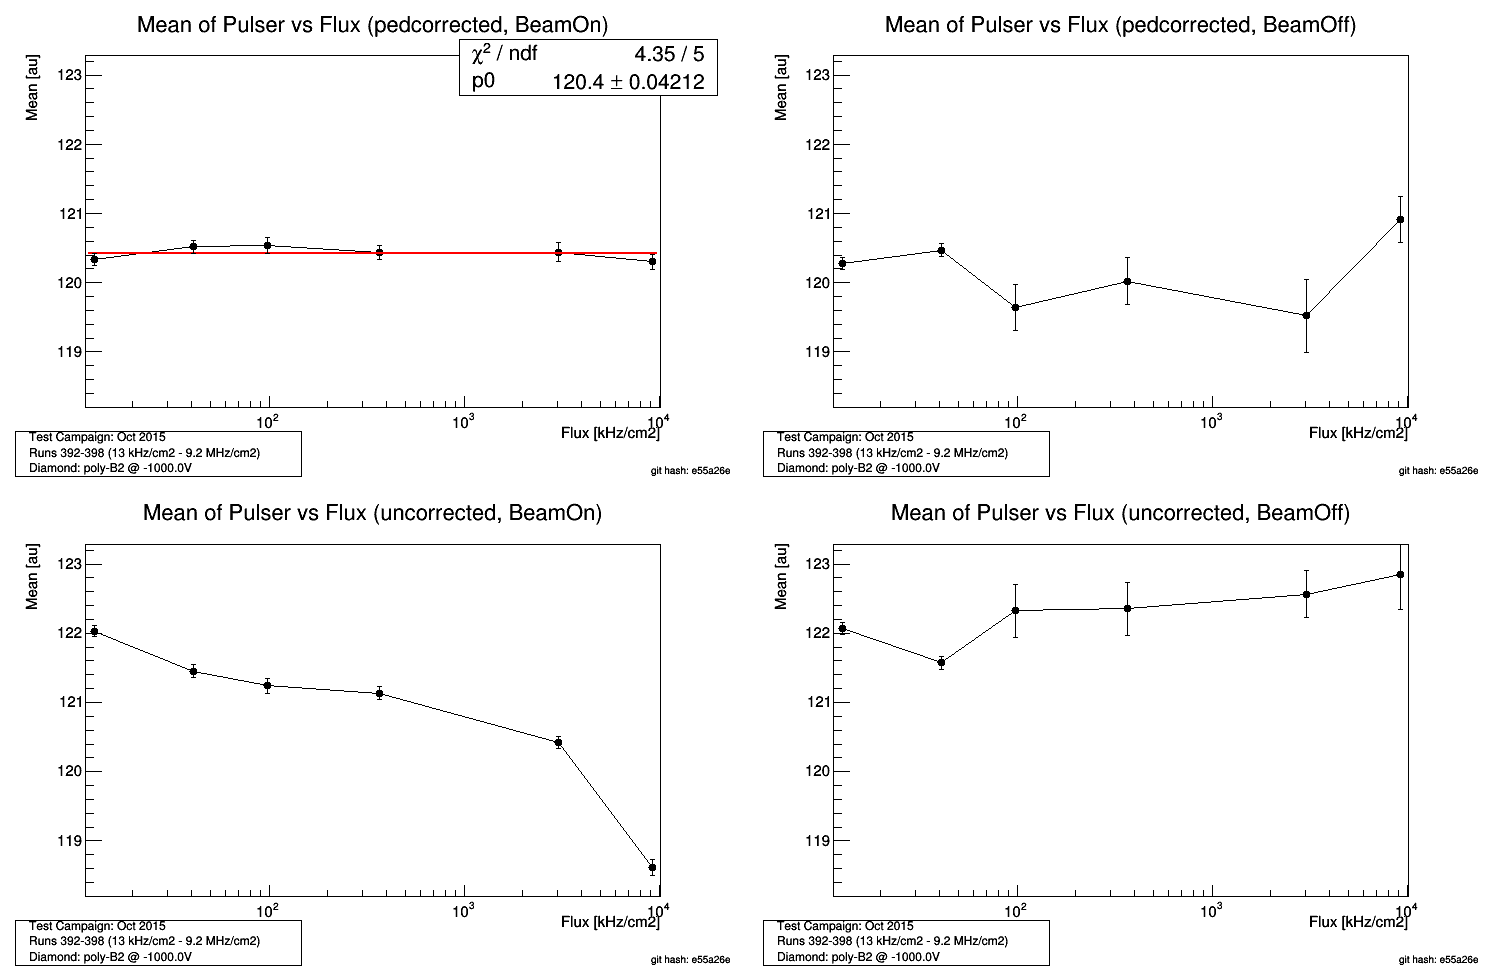 Mean of Pulser vs Flux (pedcorrected, BeamOn)
χ² / ndf 4.35 / 5
p0 120.4 ± 0.04212
Mean [au]
123
122
121
120
119
10²
10³
10⁴
Flux [kHz/cm2]
Test Campaign: Oct 2015
Runs 392-398 (13 kHz/cm2 - 9.2 MHz/cm2)
Diamond: poly-B2 @ -1000.0V
git hash: e55a26e
Mean of Pulser vs Flux (pedcorrected, BeamOff)
Mean [au]
123
122
121
120
119
10²
10³
10⁴
Flux [kHz/cm2]
Test Campaign: Oct 2015
Runs 392-398 (13 kHz/cm2 - 9.2 MHz/cm2)
Diamond: poly-B2 @ -1000.0V
git hash: e55a26e
Mean of Pulser vs Flux (uncorrected, BeamOn)
Mean [au]
123
122
121
120
119
10²
10³
10⁴
Flux [kHz/cm2]
Test Campaign: Oct 2015
Runs 392-398 (13 kHz/cm2 - 9.2 MHz/cm2)
Diamond: poly-B2 @ -1000.0V
git hash: e55a26e
Mean of Pulser vs Flux (uncorrected, BeamOff)
Mean [au]
123
122
121
120
119
10²
10³
10⁴
Flux [kHz/cm2]
Test Campaign: Oct 2015
Runs 392-398 (13 kHz/cm2 - 9.2 MHz/cm2)
Diamond: poly-B2 @ -1000.0V
git hash: e55a26e